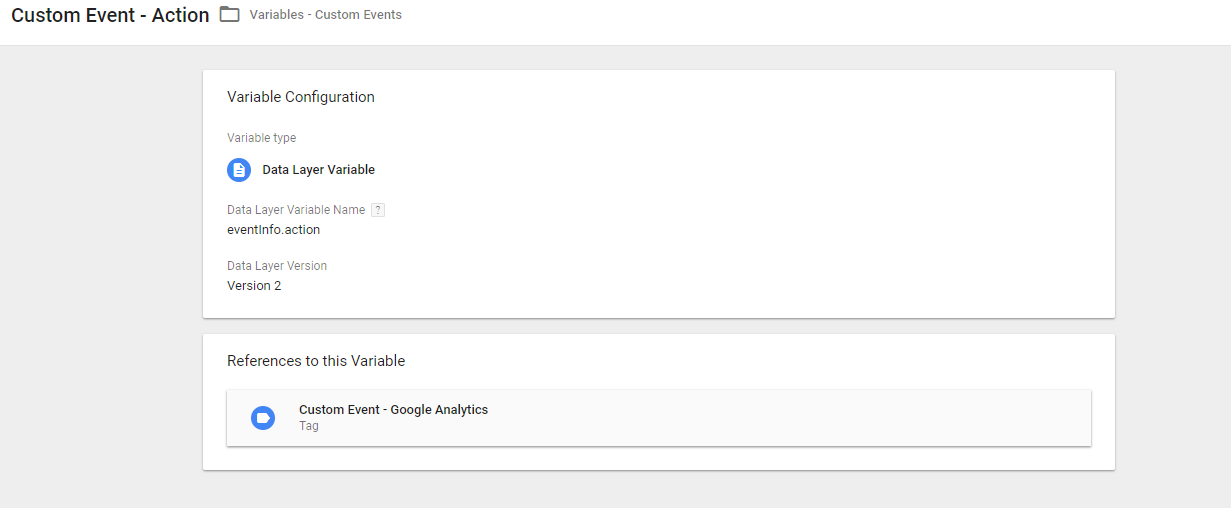 Custom Event - Action Variables - Custom Events
Variable Configuration
Variable type
Data Layer Variable
Data Layer Variable Name ?
eventInfo.action
Data Layer Version
Version 2
References to this Variable
Custom Event - Google Analytics
Tag